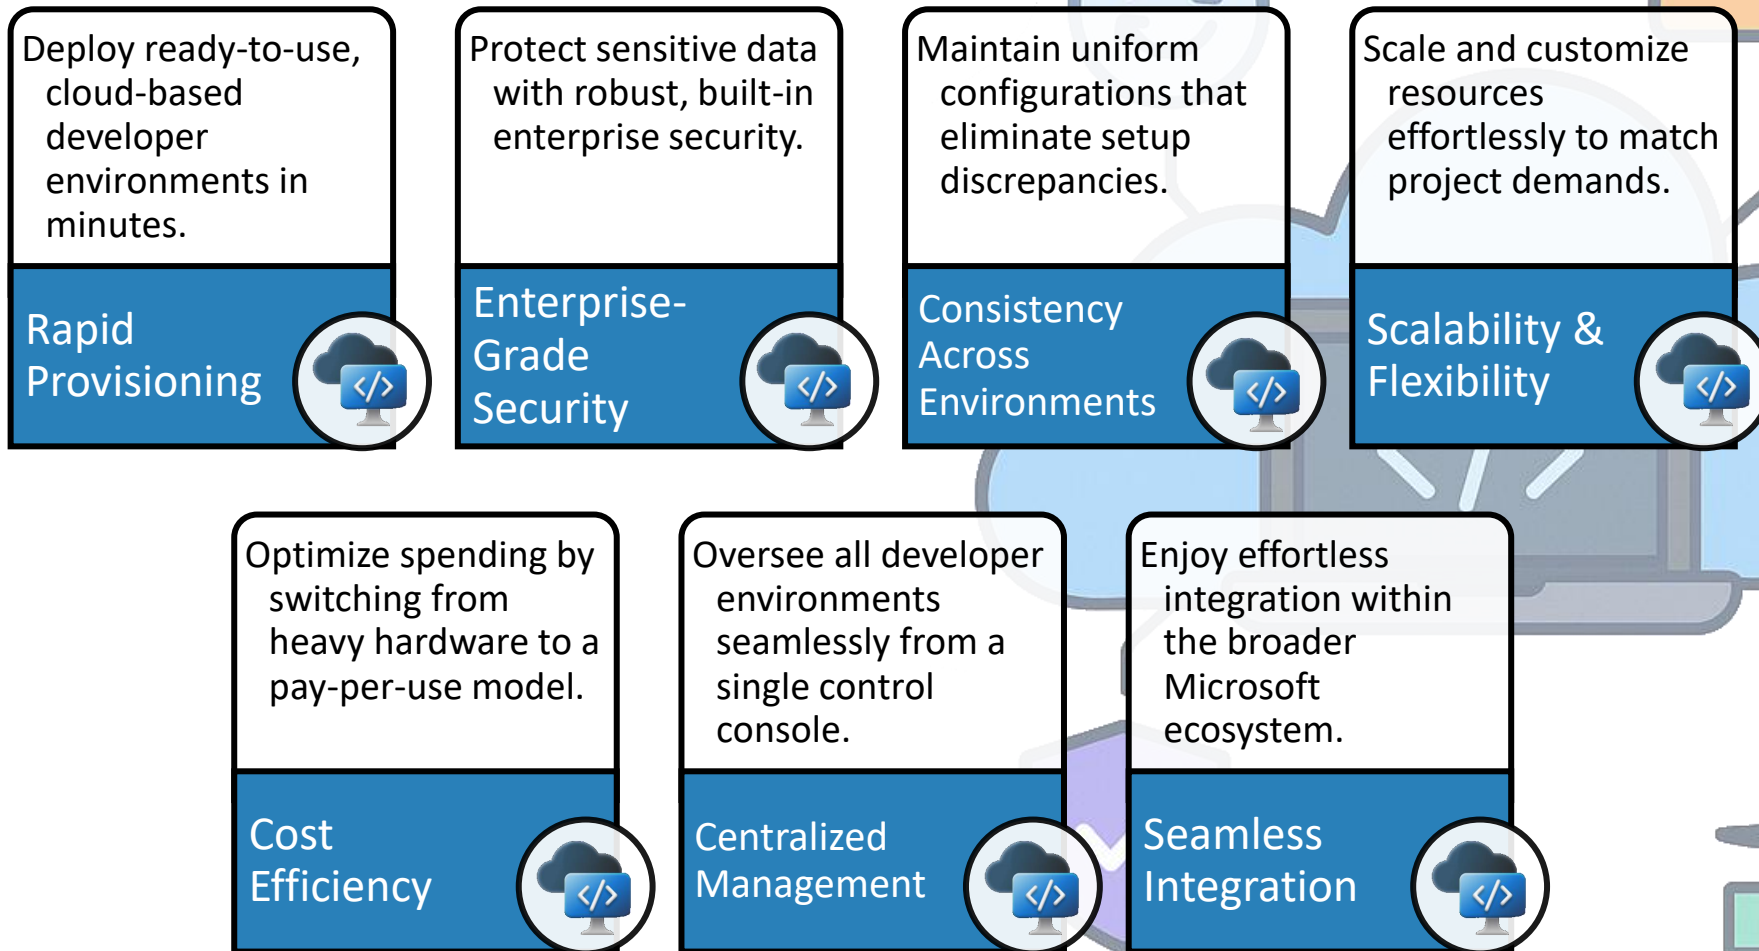 Deploy ready-to-use,
cloud-based
developer
environments in
minutes.
Rapid
Provisioning
</>
Protect sensitive data
with robust, built-in
enterprise security.
Enterprise-
Grade
Security
</>
Maintain uniform
configurations that
eliminate setup
discrepancies.
Consistency
Across
Environments
</>
Scale and customize
resources
effortlessly to match
project demands.
Scalability &
Flexibility
</>
Optimize spending by
switching from
heavy hardware to a
pay-per-use model.
Cost
Efficiency
</>
Oversee all developer
environments
seamlessly from a
single control
console.
Centralized
Management
</>
Enjoy effortless
integration within
the broader
Microsoft
ecosystem.
Seamless
Integration
</>